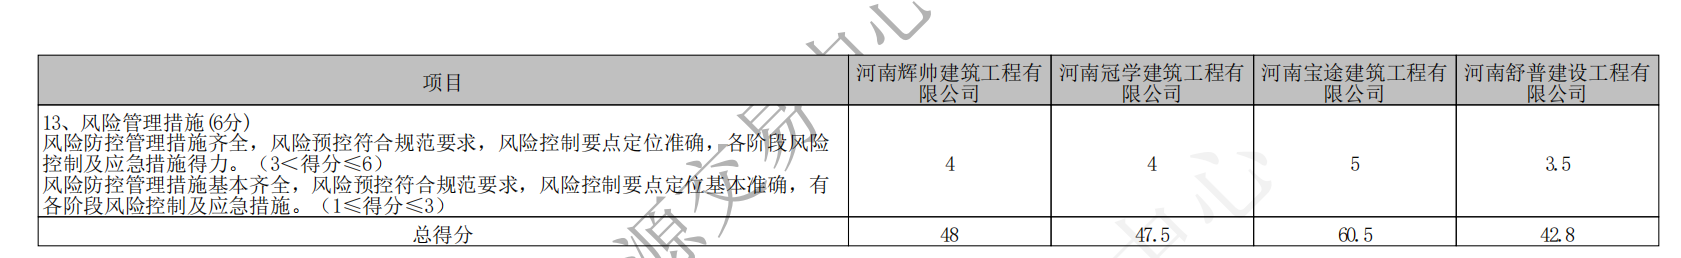 项目
河南辉帅建筑工程有
限公司
河南冠学建筑工程有
限公司
河南宝途建筑工程有
限公司
河南舒普建设工程有
限公司
13、风险管理措施(6分)
风险防控管理措施齐全，风险预控符合规范要求，风险控制要点定位准确，各阶段风险
控制及应急措施得力。（3＜得分≤6）
风险防控管理措施基本齐全，风险预控符合规范要求，风险控制要点定位基本准确，有
各阶段风险控制及应急措施。（1≤得分≤3）
4
4
5
3.5
总得分
48
47.5
60.5
42.8
源交易中心
中心